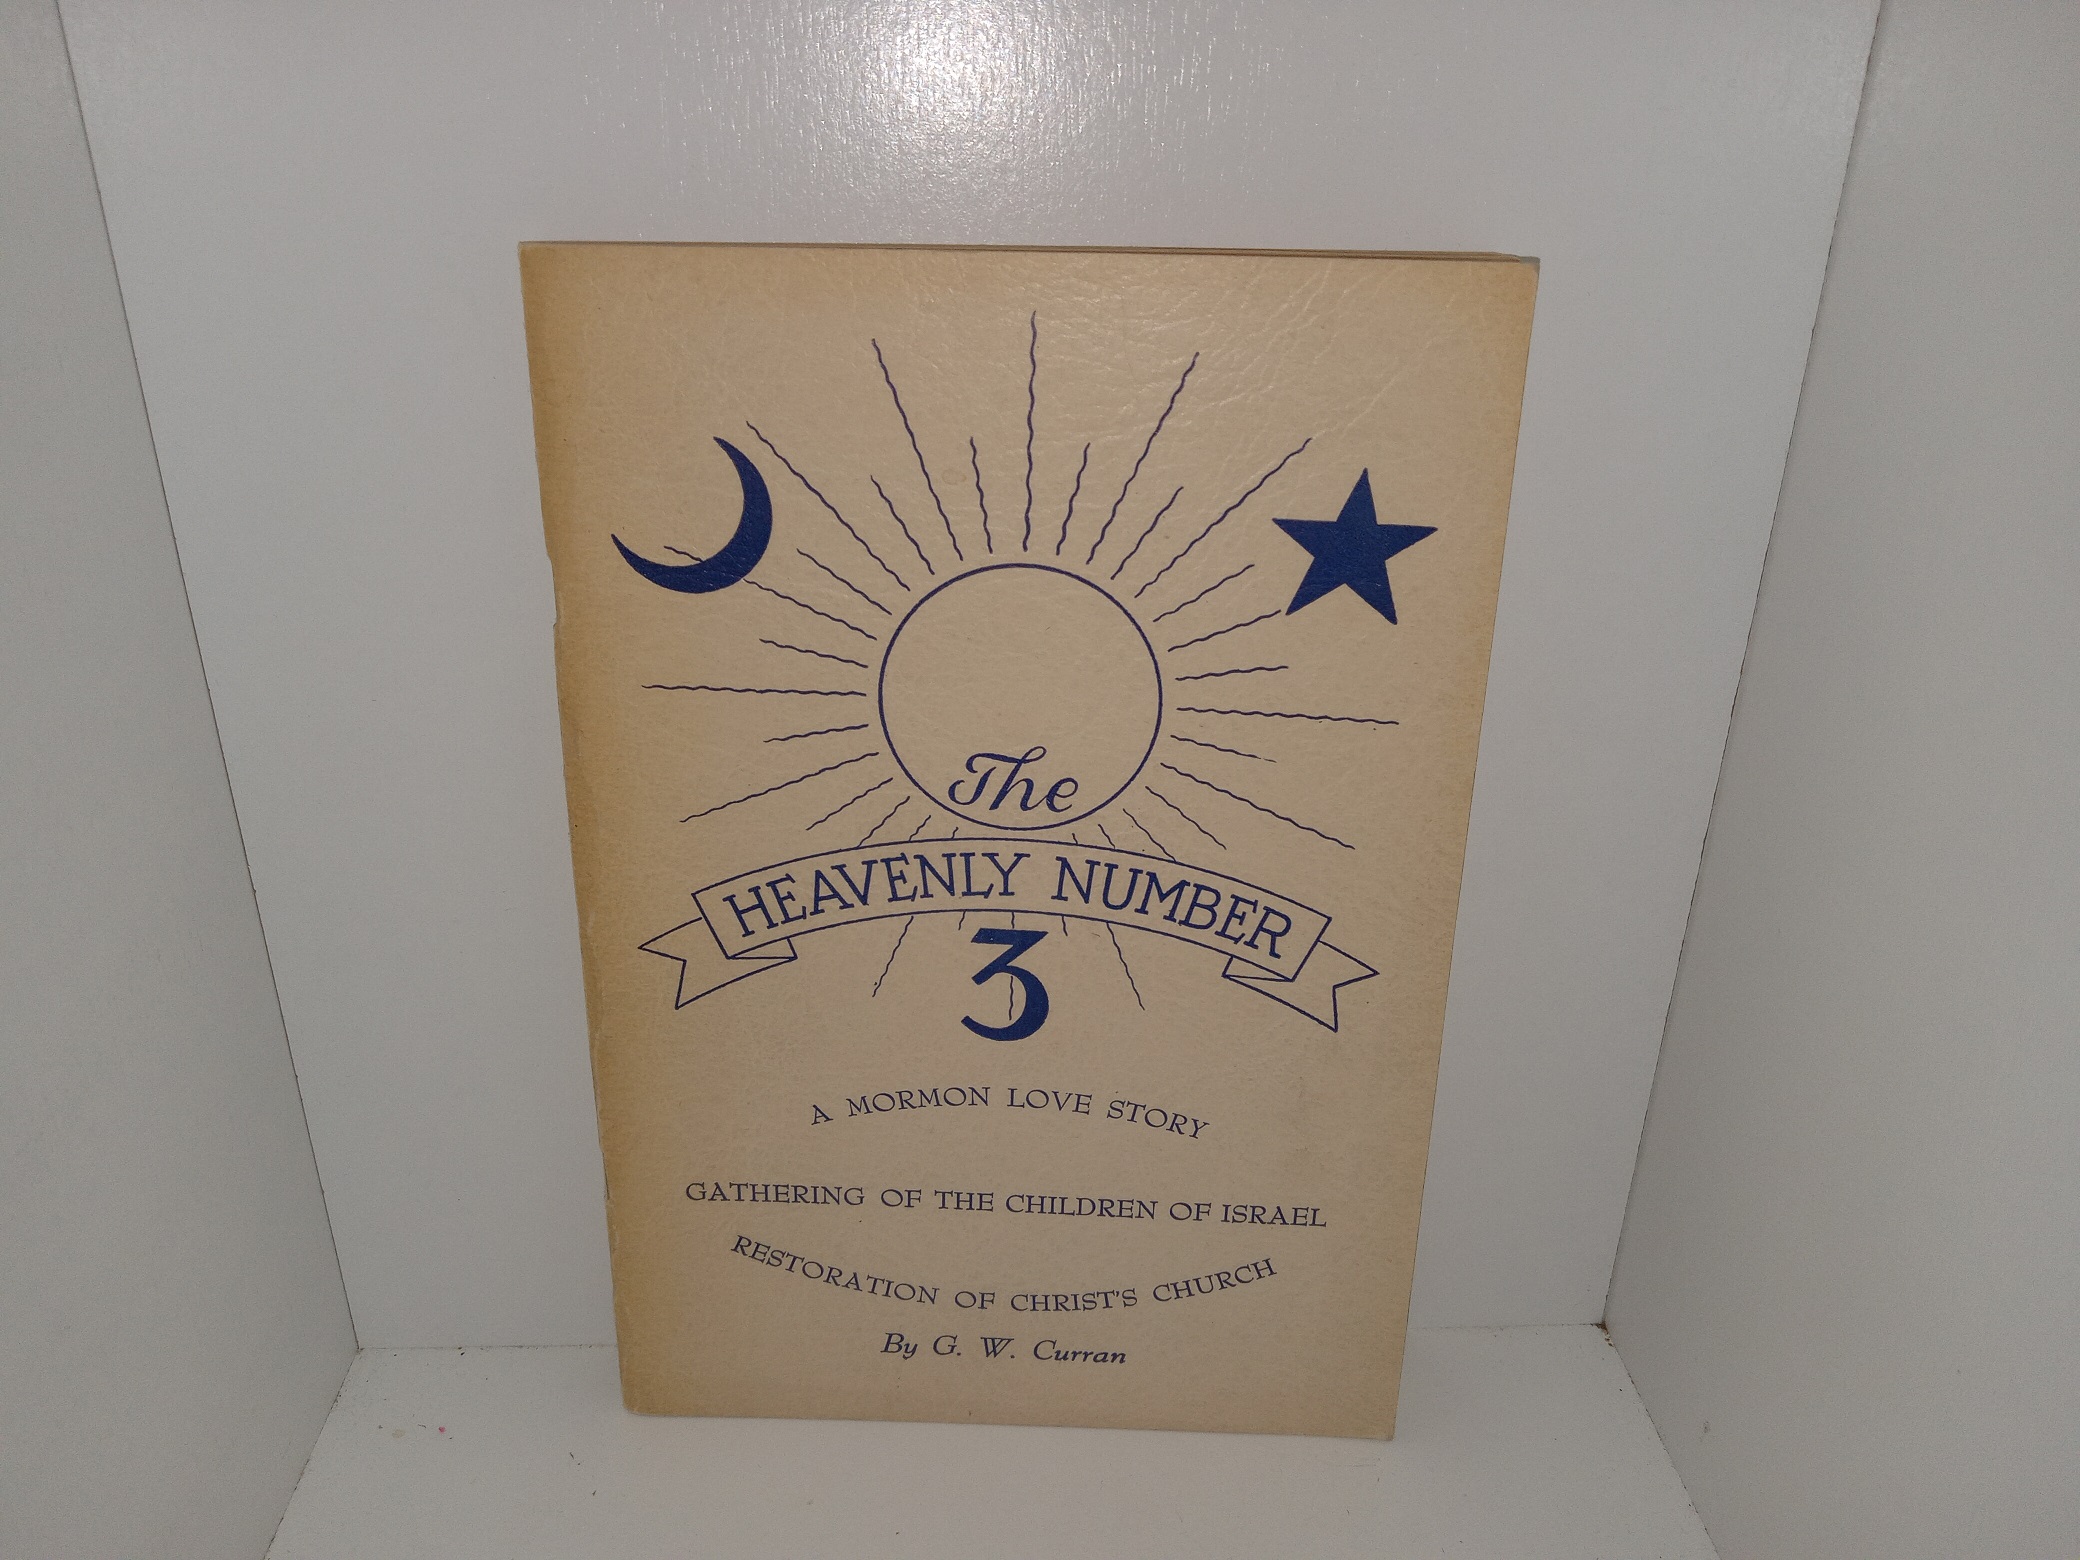 The
HEAVENLY NUMBER
3
A MORMON LOVE STORY
GATHERING OF THE CHILDREN OF ISRAEL
RESTORATION OF CHRIST'S CHURCH
By G. W. Curran